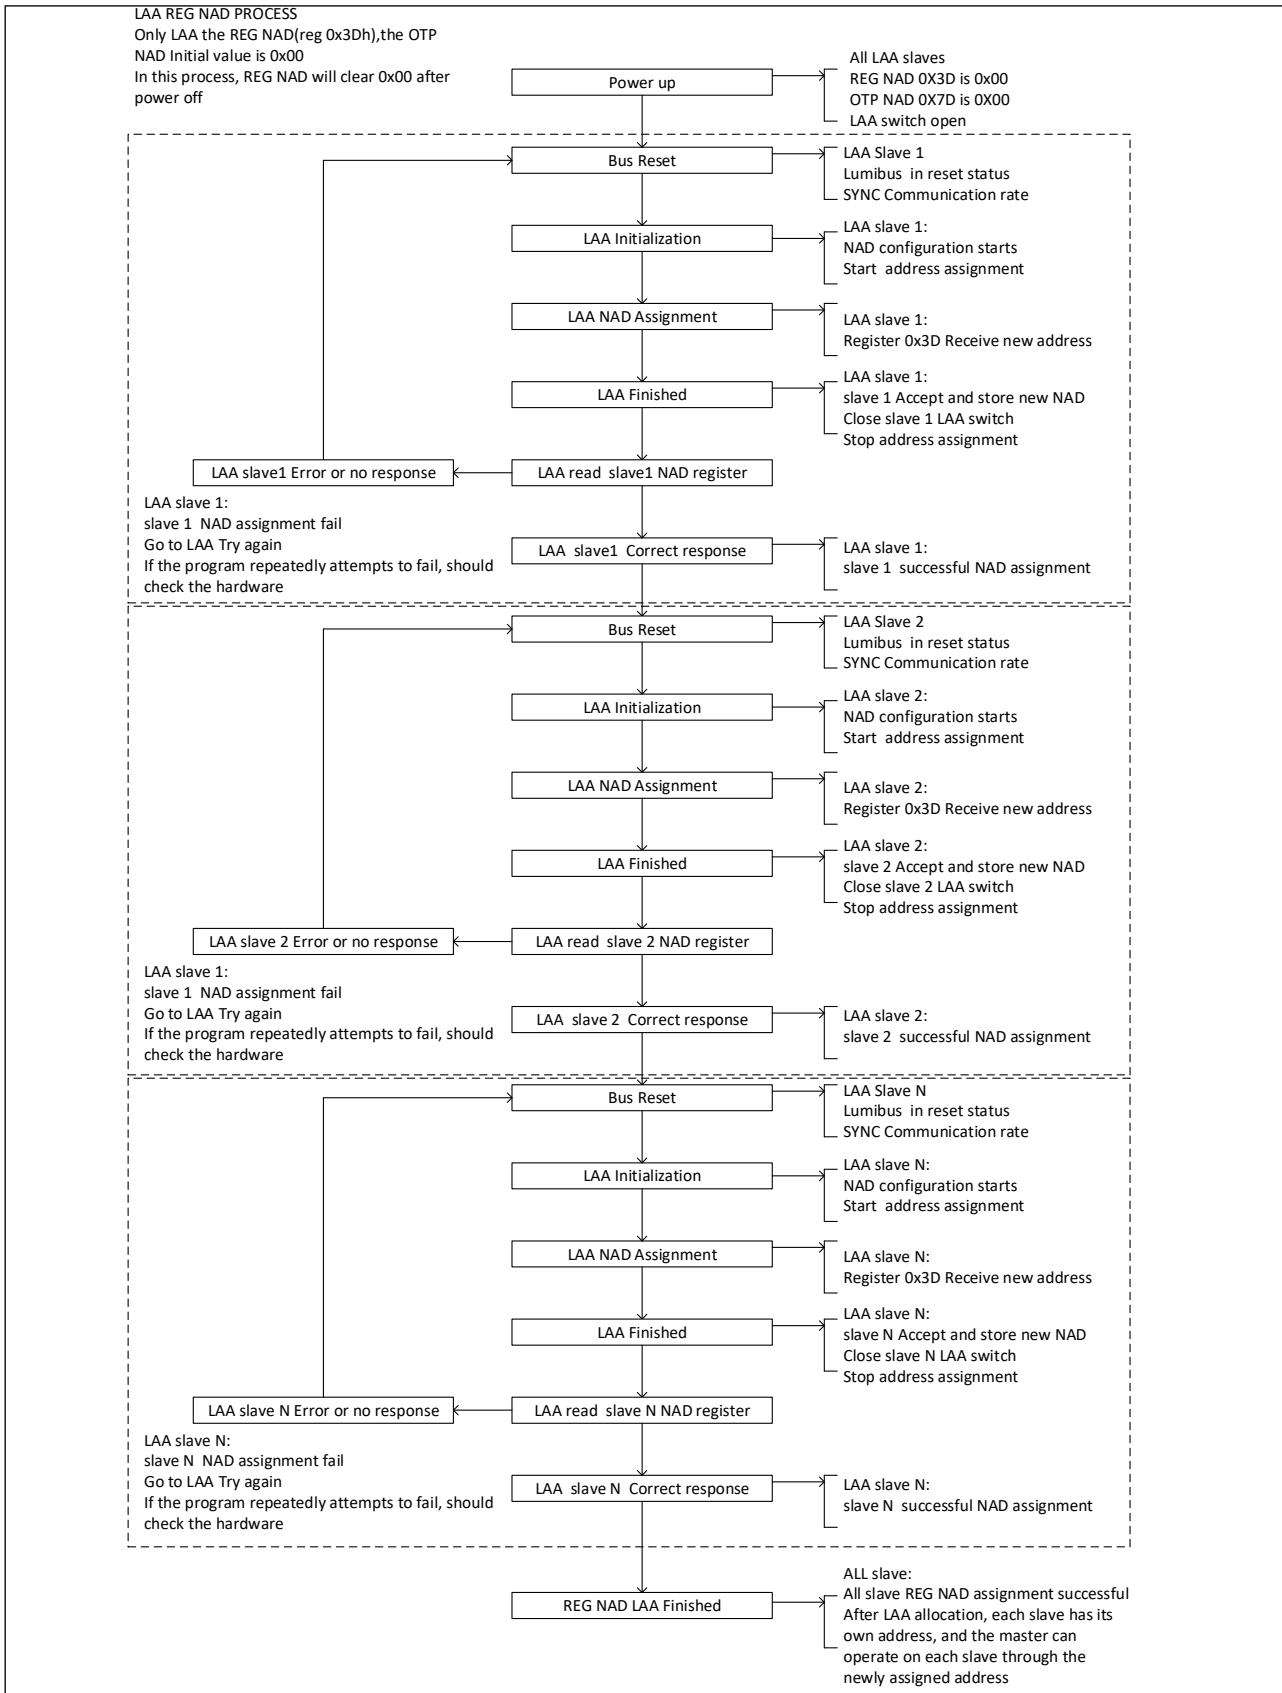 LAA REG NAD PROCESS
Only LAA the REG NAD(reg 0x3Dh),the OTP
NAD Initial value is 0x00
In this process, REG NAD will clear 0x00 after
power off
Power up
All LAA slaves
REG NAD 0X3D is 0x00
OTP NAD 0X7D is 0X00
LAA switch open
Bus Reset
LAA Slave 1
Lumibus in reset status
SYNC Communication rate
LAA Initialization
LAA slave 1:
NAD configuration starts
Start address assignment
LAA NAD Assignment
LAA slave 1:
Register 0x3D Receive new address
LAA Finished
LAA slave 1:
slave 1 Accept and store new NAD
Close slave 1 LAA switch
Stop address assignment
LAA slave1 Error or no response
LAA read slave1 NAD register
LAA slave 1:
slave 1 NAD assignment fail
Go to LAA Try again
If the program repeatedly attempts to fail, should
check the hardware
LAA slave1 Correct response
LAA slave 1:
slave 1 successful NAD assignment
Bus Reset
LAA Slave 2
Lumibus in reset status
SYNC Communication rate
LAA Initialization
LAA slave 2:
NAD configuration starts
Start address assignment
LAA NAD Assignment
LAA slave 2:
Register 0x3D Receive new address
LAA Finished
LAA slave 2:
slave 2 Accept and store new NAD
Close slave 2 LAA switch
Stop address assignment
LAA slave 2 Error or no response
LAA read slave 2 NAD register
LAA slave 1:
slave 1 NAD assignment fail
Go to LAA Try again
If the program repeatedly attempts to fail, should
check the hardware
LAA slave 2 Correct response
LAA slave 2:
slave 2 successful NAD assignment
Bus Reset
LAA Slave N
Lumibus in reset status
SYNC Communication rate
LAA Initialization
LAA slave N:
NAD configuration starts
Start address assignment
LAA NAD Assignment
LAA slave N:
Register 0x3D Receive new address
LAA Finished
LAA slave N:
slave N Accept and store new NAD
Close slave N LAA switch
Stop address assignment
LAA slave N Error or no response
LAA read slave N NAD register
LAA slave N:
slave N NAD assignment fail
Go to LAA Try again
If the program repeatedly attempts to fail, should
check the hardware
LAA slave N Correct response
LAA slave N:
slave N successful NAD assignment
REG NAD LAA Finished
ALL slave:
All slave REG NAD assignment successful
After LAA allocation, each slave has its
own address, and the master can
operate on each slave through the
newly assigned address